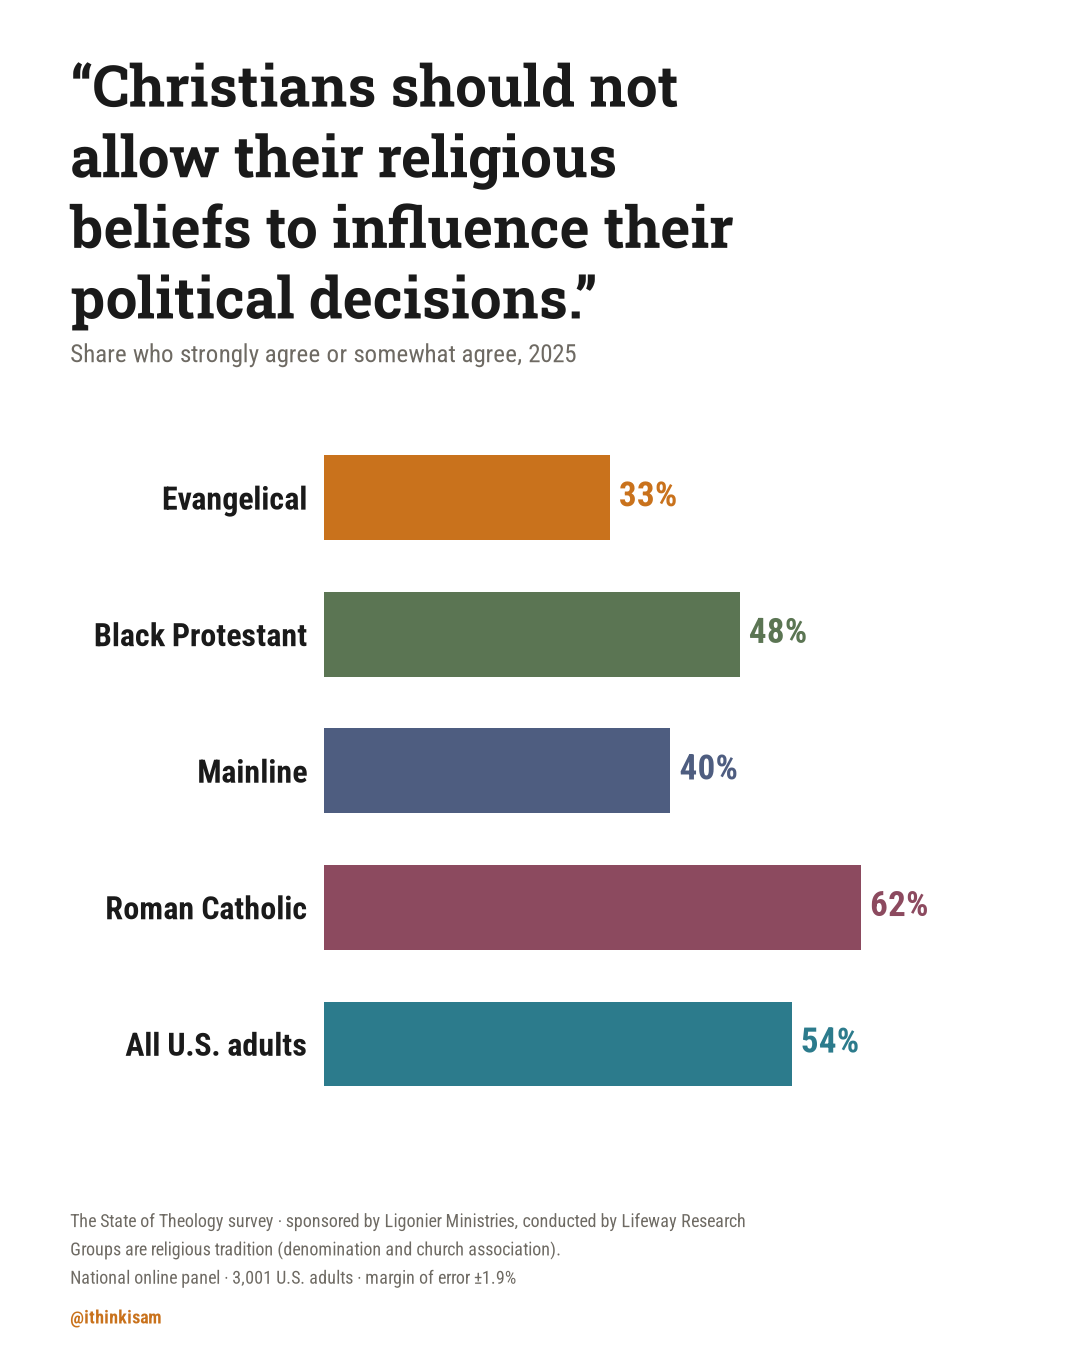 “Christians should not
allow their religious
beliefs to influence their
political decisions.”
Share who strongly agree or somewhat agree, 2025
Evangelical 33%
Black Protestant 48%
Mainline 40%
Roman Catholic 62%
All U.S. adults 54%
The State of Theology survey · sponsored by Ligonier Ministries, conducted by Lifeway Research
Groups are religious tradition (denomination and church association).
National online panel · 3,001 U.S. adults · margin of error ±1.9%
@ithinkisam